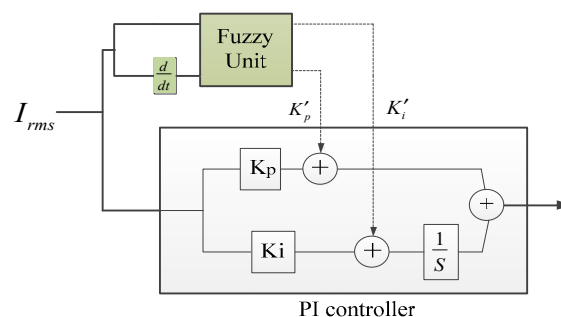 Fuzzy
Unit
d
dt
I_rms
K′_p
K′_i
Kp
+
+
Ki
+
1
S
PI controller